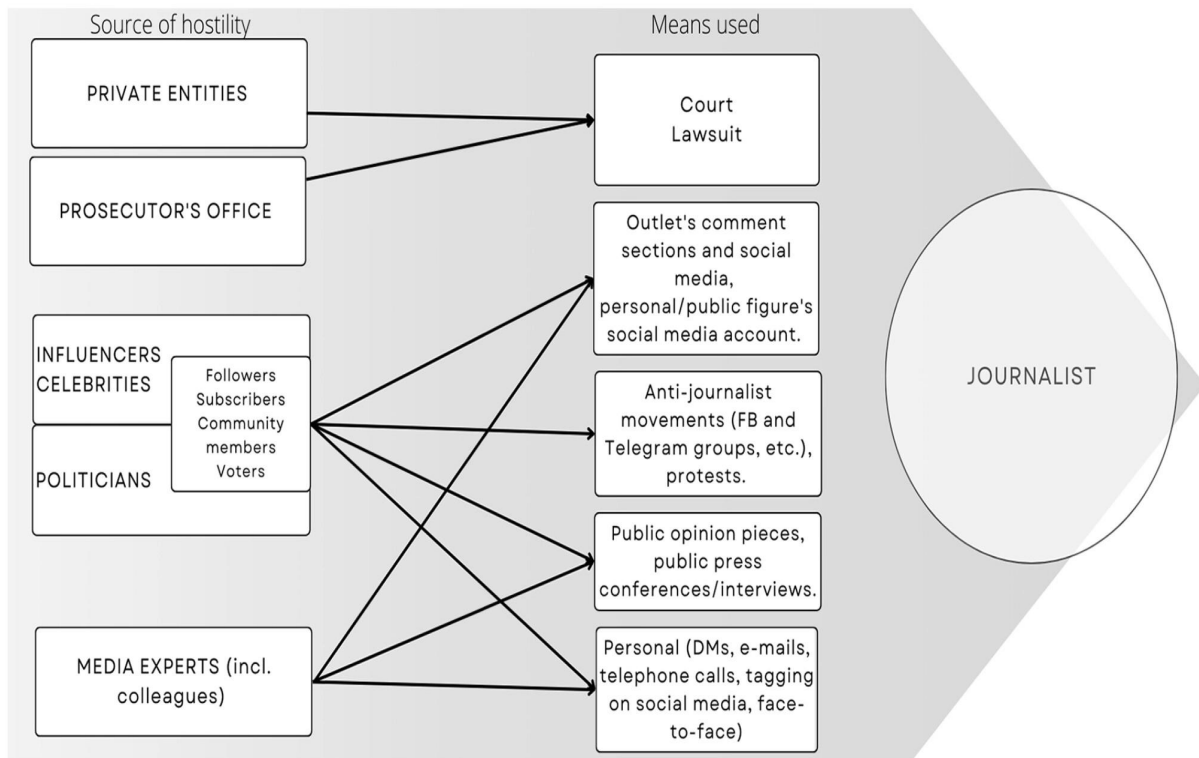 Source of hostility
Means used
PRIVATE ENTITIES
PROSECUTOR'S OFFICE
INFLUENCERS
CELEBRITIES
Followers
Subscribers
Community
members
Voters
POLITICIANS
MEDIA EXPERTS (incl.
colleagues)
Court
Lawsuit
Outlet's comment
sections and social
media,
personal/public figure's
social media account.
Anti-journalist
movements (FB and
Telegram groups, etc.),
protests.
Public opinion pieces,
public press
conferences/interviews.
Personal (DMs, e-mails,
telephone calls, tagging
on social media, face-
to-face)
JOURNALIST